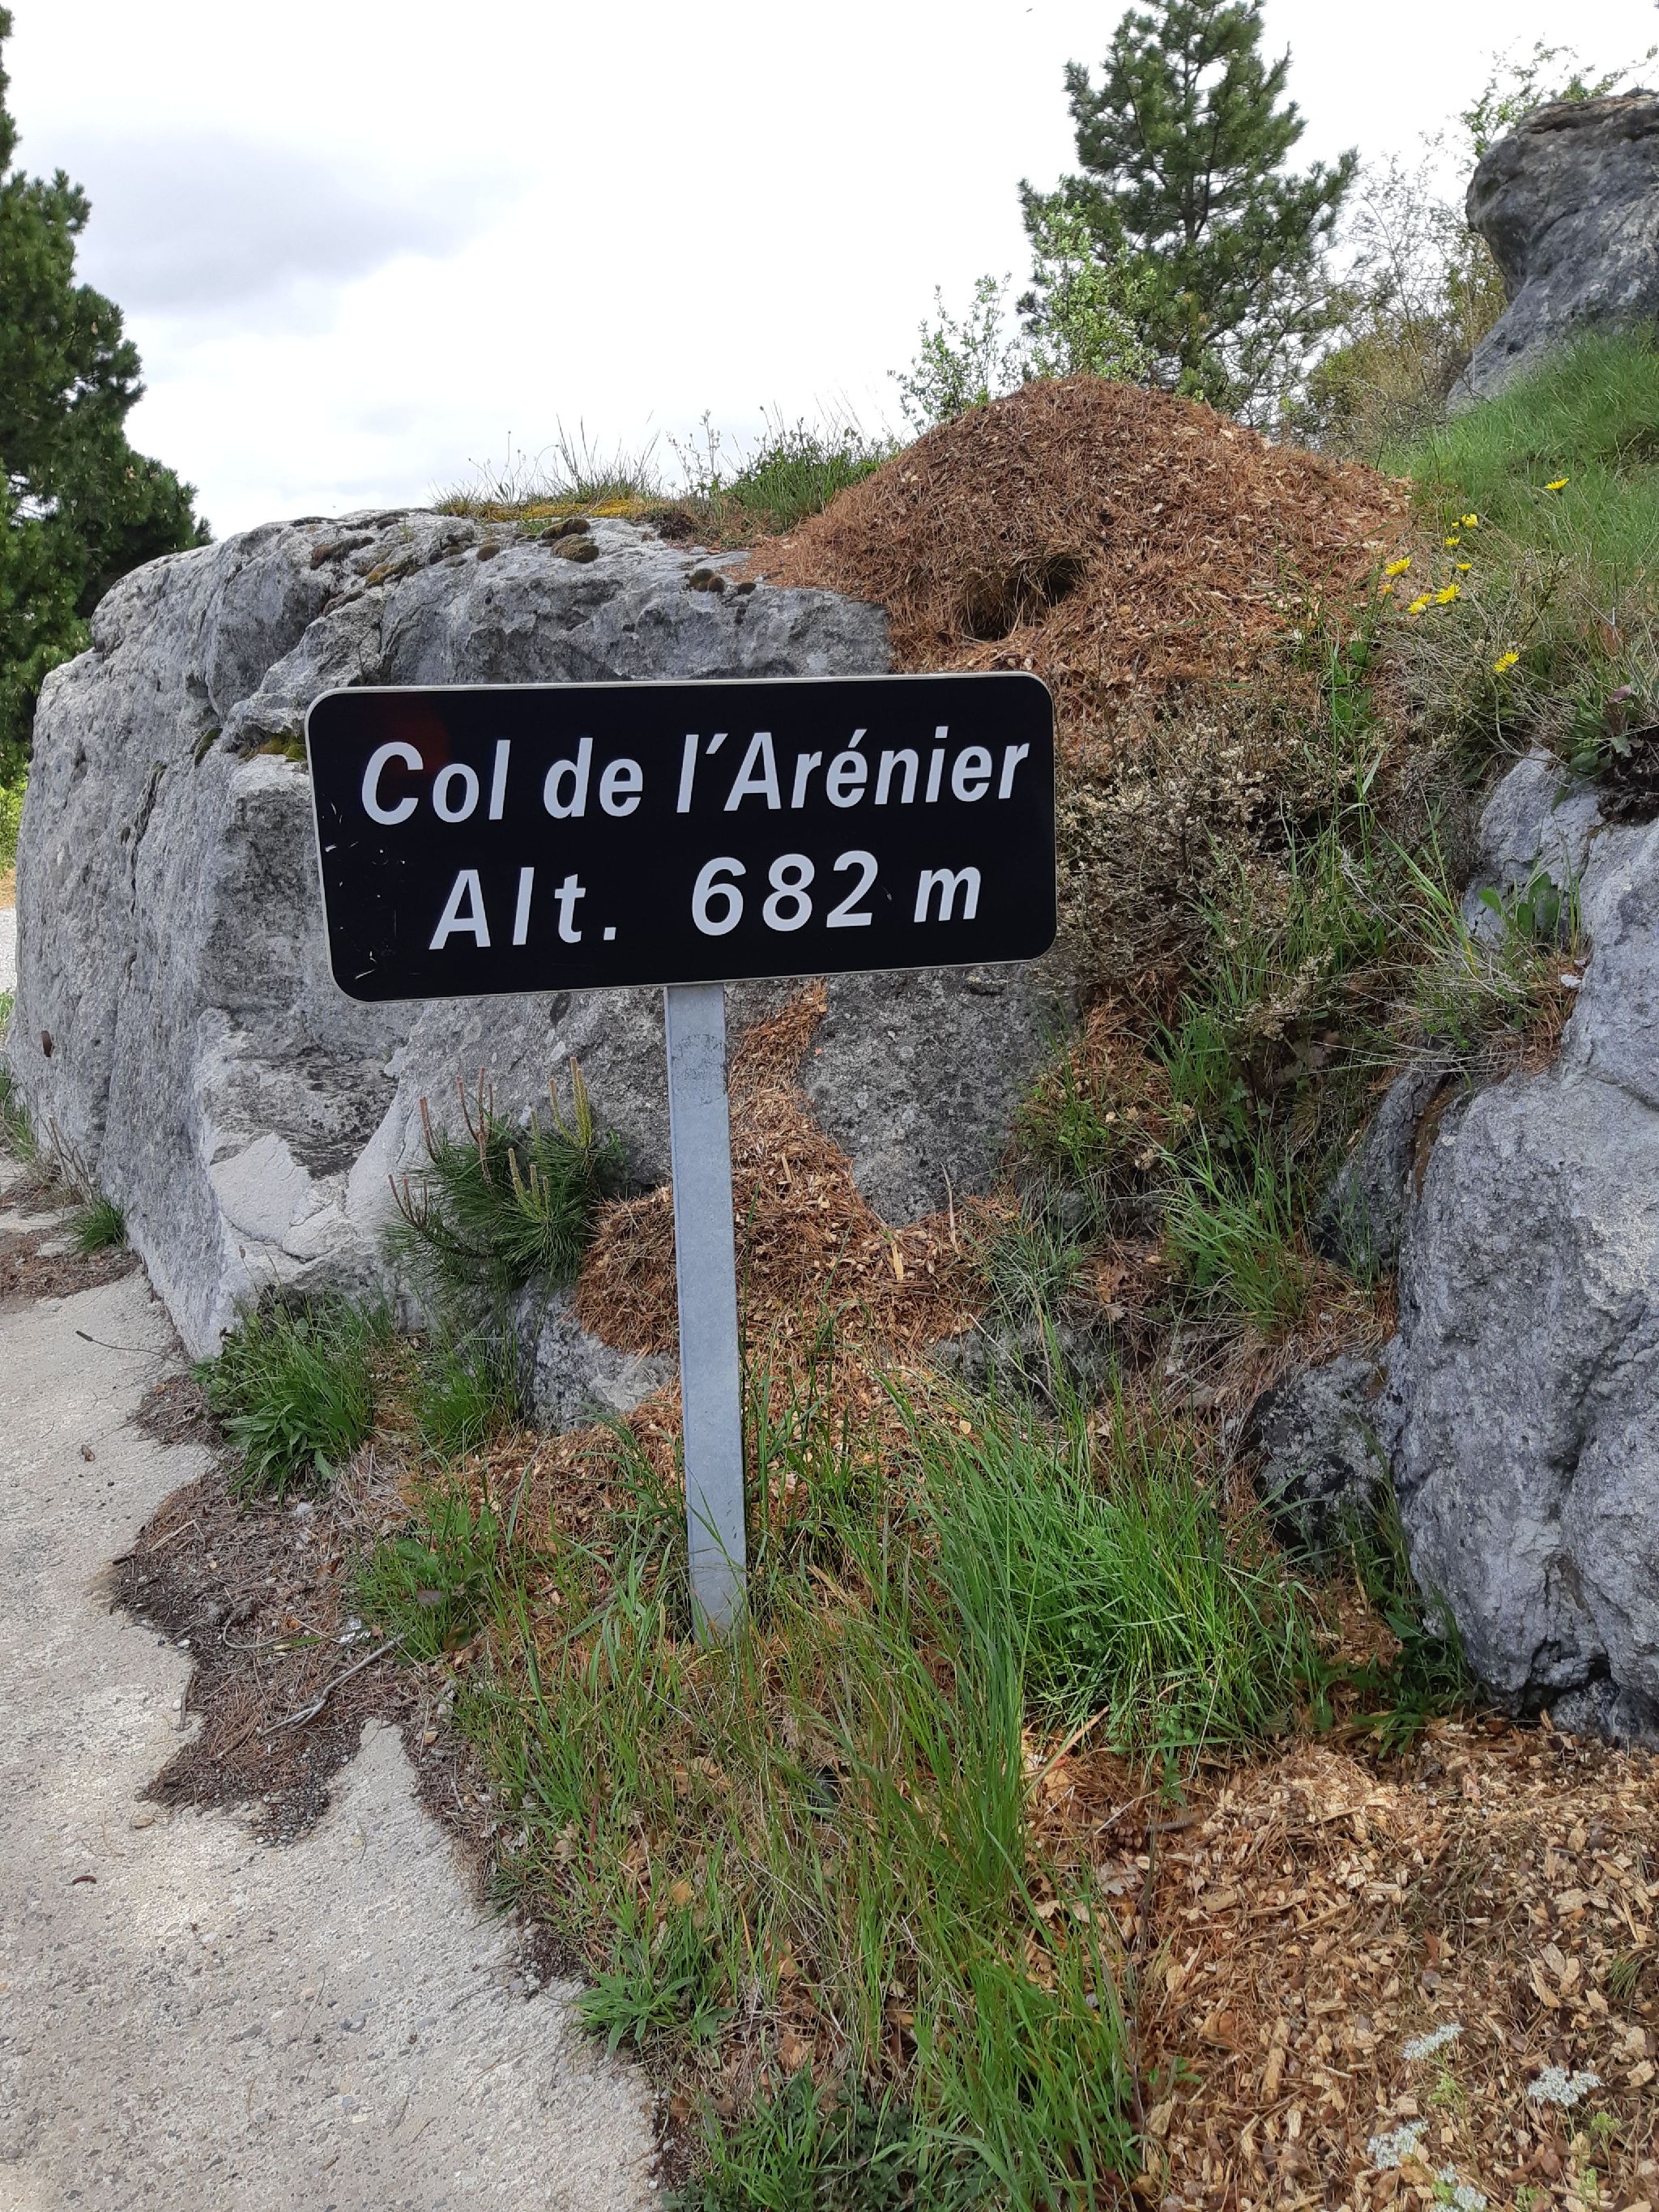 Col de l'Arénier
Alt. 682 m